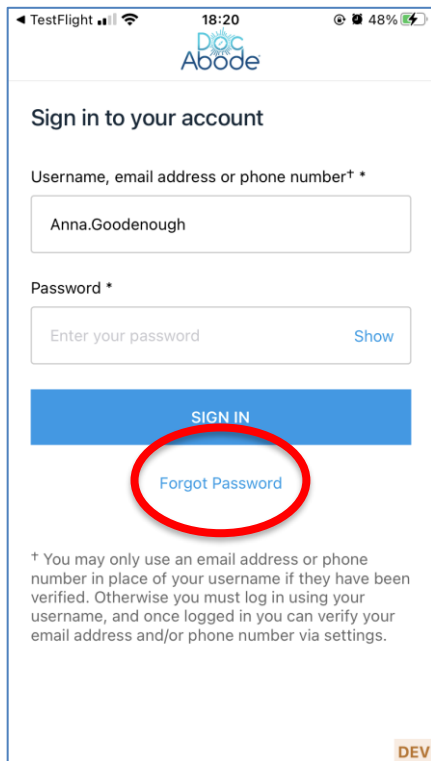 TestFlight 18:20 48%
Doc
Abode
Sign in to your account
Username, email address or phone number† *
Anna.Goodenough
Password *
Enter your password Show
SIGN IN
Forgot Password
† You may only use an email address or phone
number in place of your username if they have been
verified. Otherwise you must log in using your
username, and once logged in you can verify your
email address and/or phone number via settings.
DEV